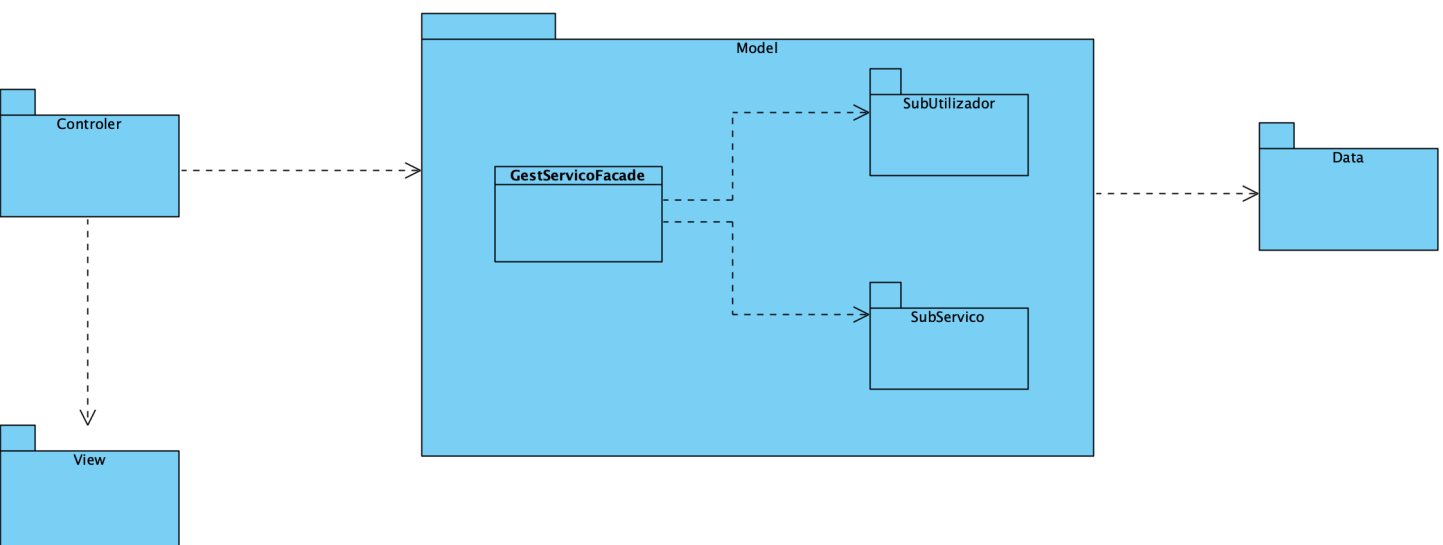 Model
Controler
SubUtilizador
GestServicoFacade
Data
SubServico
View